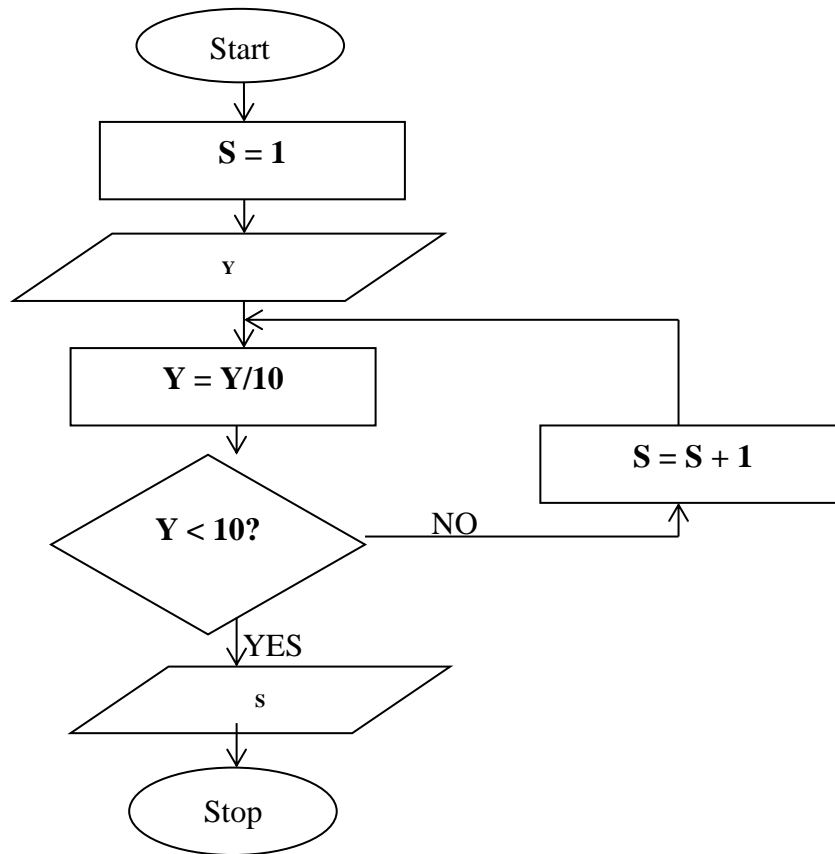 Start
S = 1
Y
Y = Y/10
S = S + 1
Y < 10?
NO
YES
S
Stop